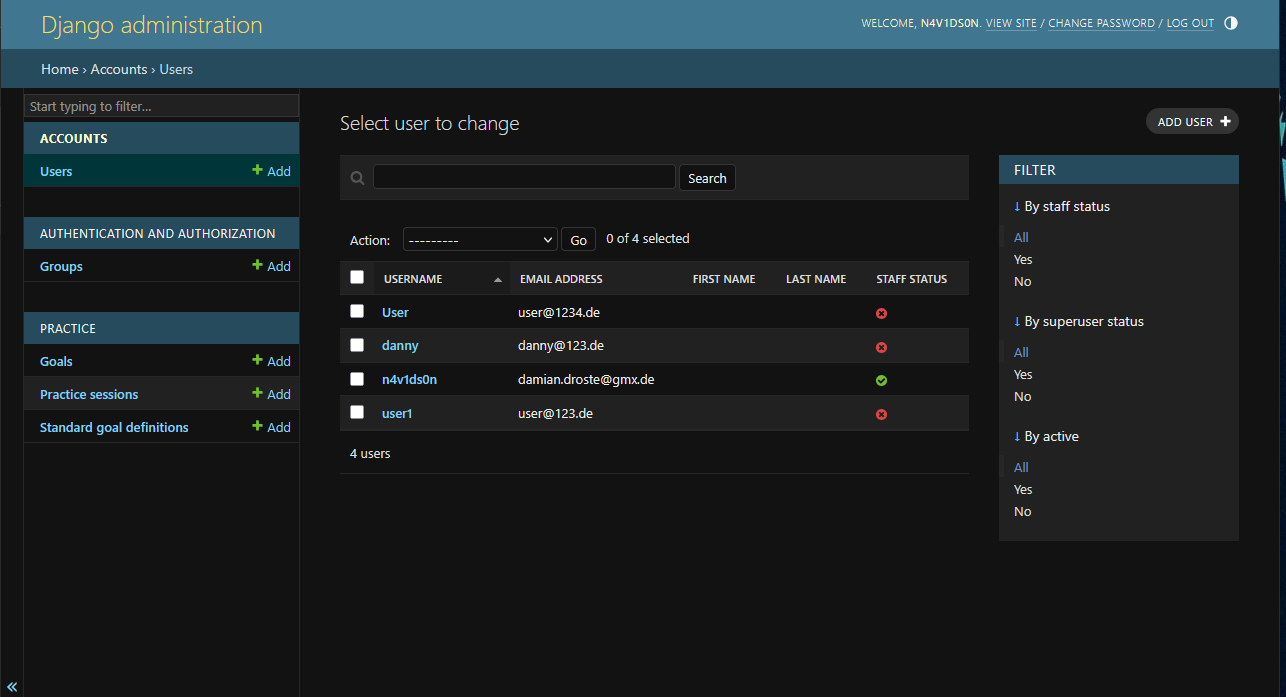 Django administration
WELCOME, N4V1DS0N. VIEW SITE / CHANGE PASSWORD / LOG OUT
Home › Accounts › Users
Start typing to filter...
ACCOUNTS
Users + Add
AUTHENTICATION AND AUTHORIZATION
Groups + Add
PRACTICE
Goals + Add
Practice sessions + Add
Standard goal definitions + Add
«
Select user to change
ADD USER +
Search
Action: --------- Go 0 of 4 selected
USERNAME EMAIL ADDRESS FIRST NAME LAST NAME STAFF STATUS
User user@1234.de
danny danny@123.de
n4v1ds0n damian.droste@gmx.de
user1 user@123.de
4 users
FILTER
↓ By staff status
All
Yes
No
↓ By superuser status
All
Yes
No
↓ By active
All
Yes
No